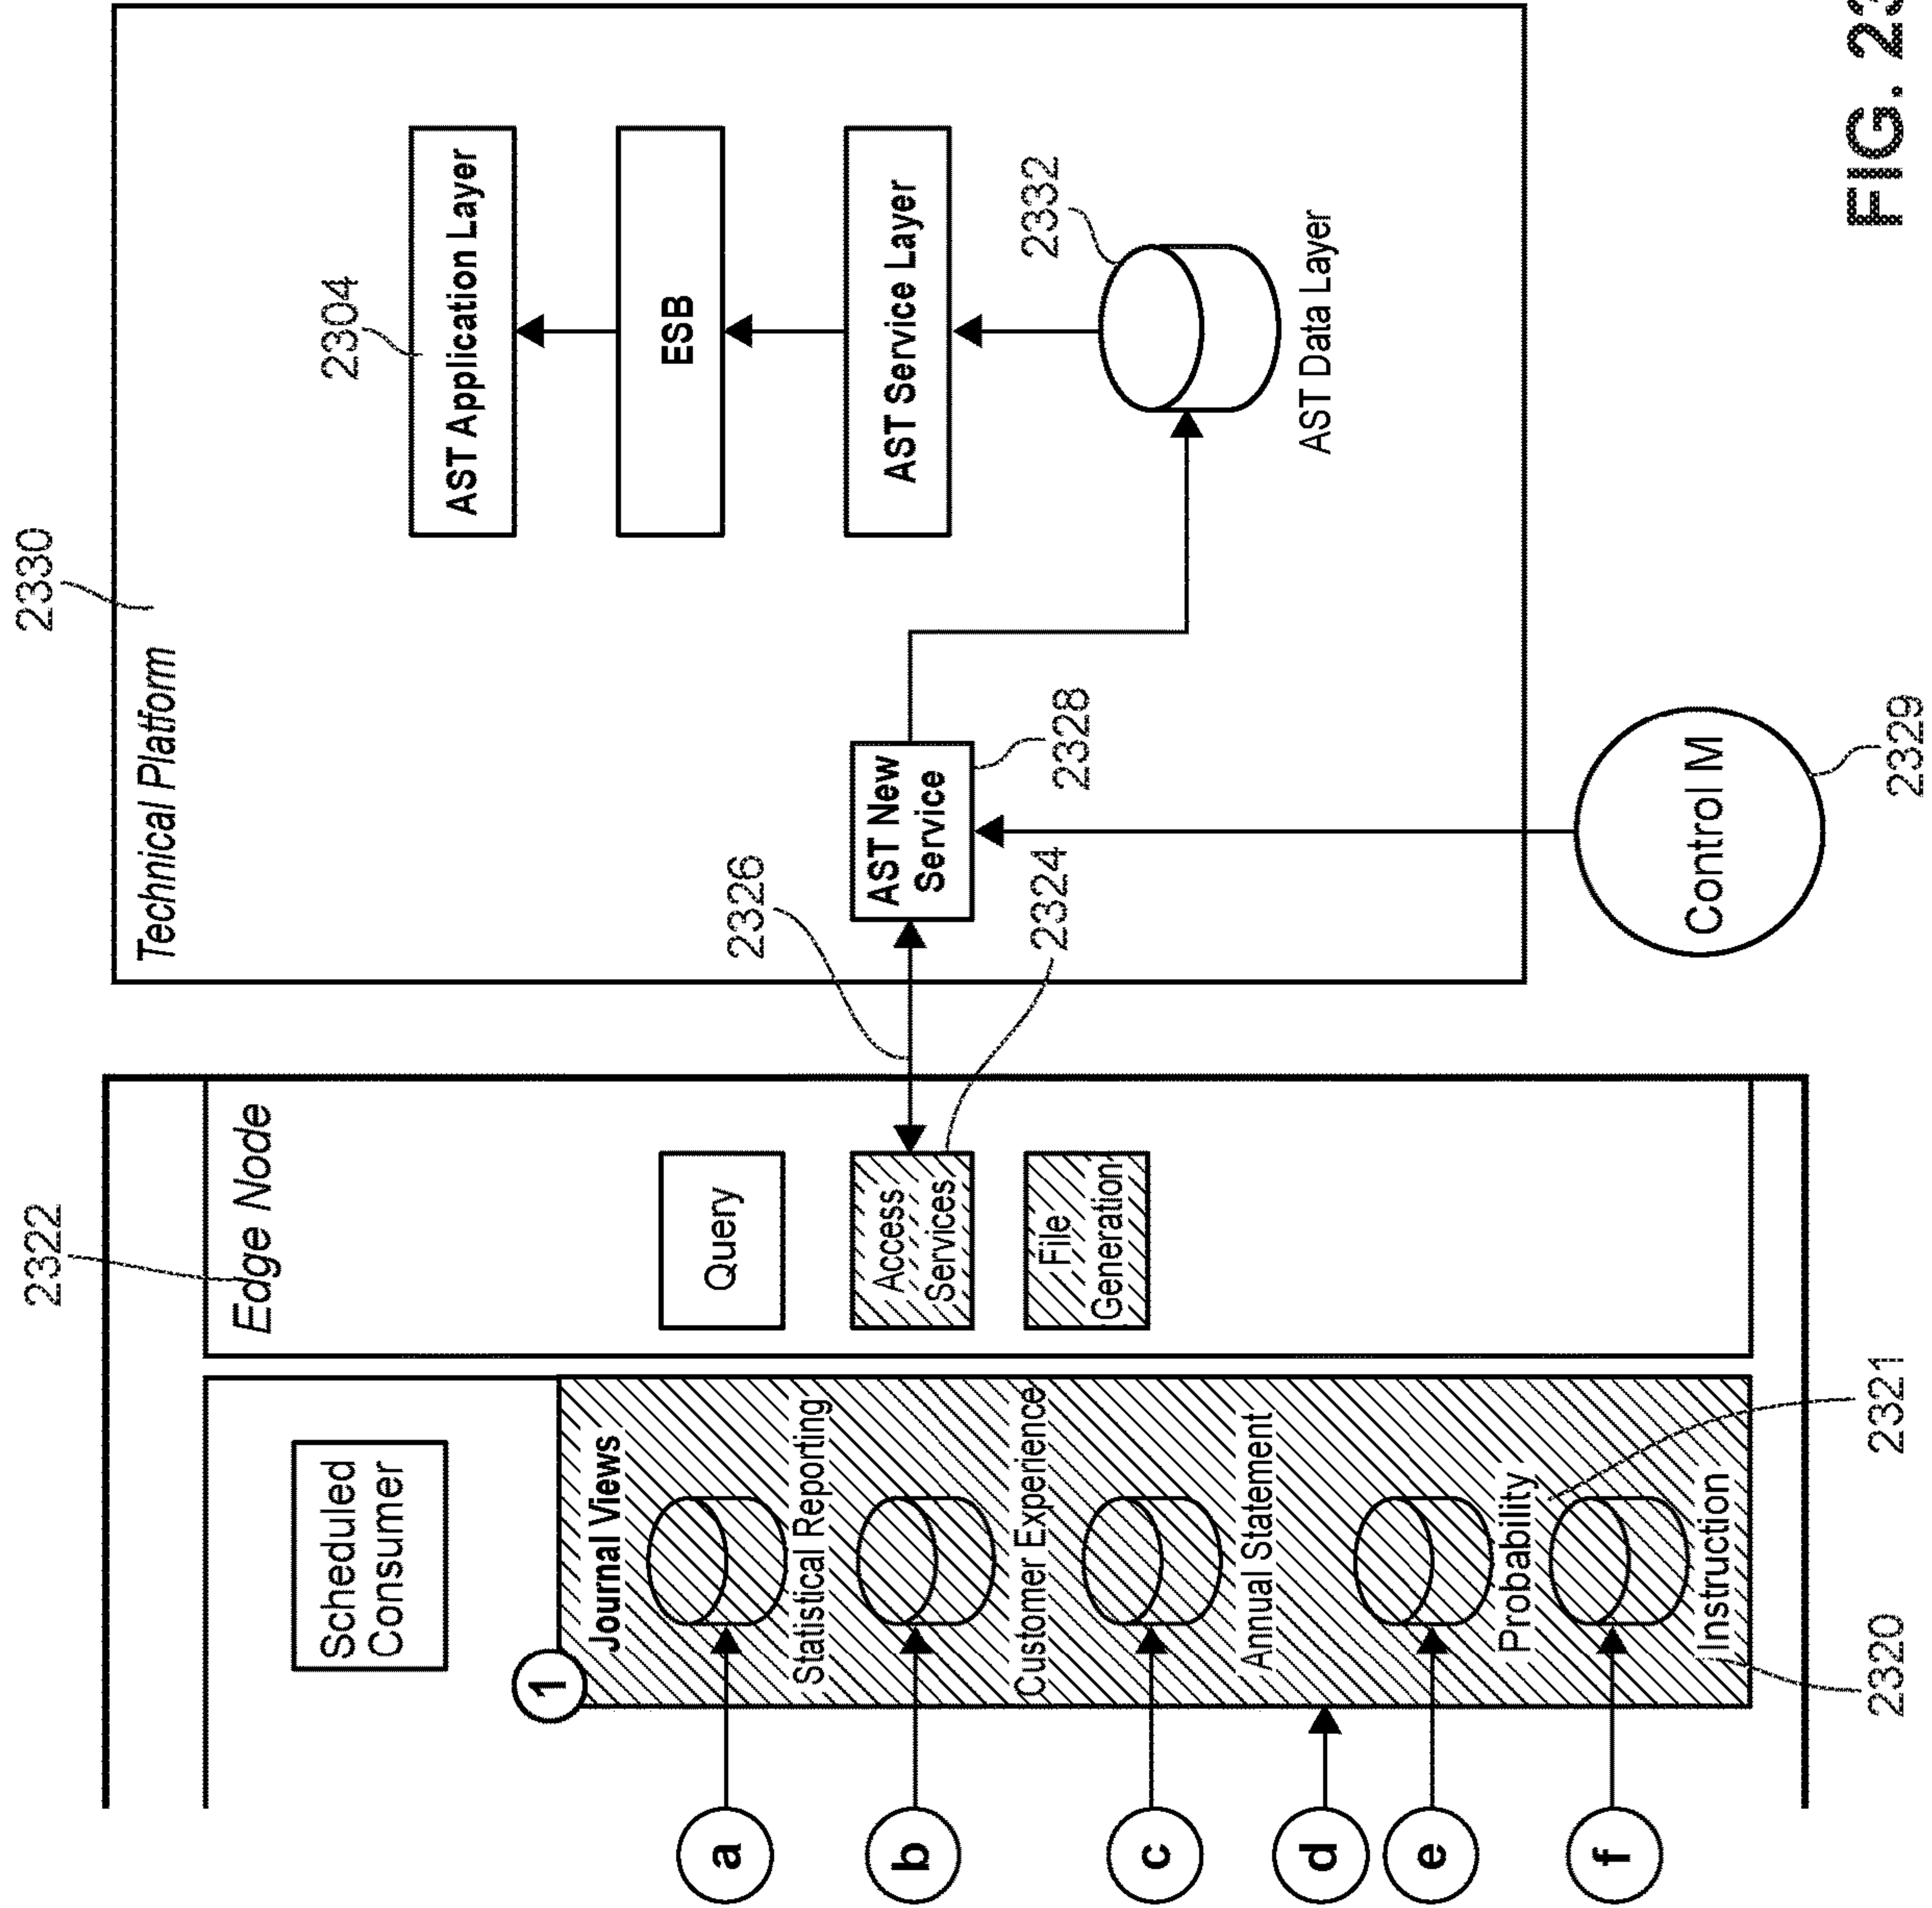 2322
Scheduled
Consumer
1
Journal Views
a
Statistical Reporting
b
Customer Experience
c
Annual Statement
d
e
Probability
f
Instruction
2320
2321
Edge Node
Query
Access
Services
File
Generation
2326
2324
2330
Technical Platform
AST New
Service
2328
Control M
2329
2304
AST Application Layer
ESB
AST Service Layer
2332
AST Data Layer
FIG. 23